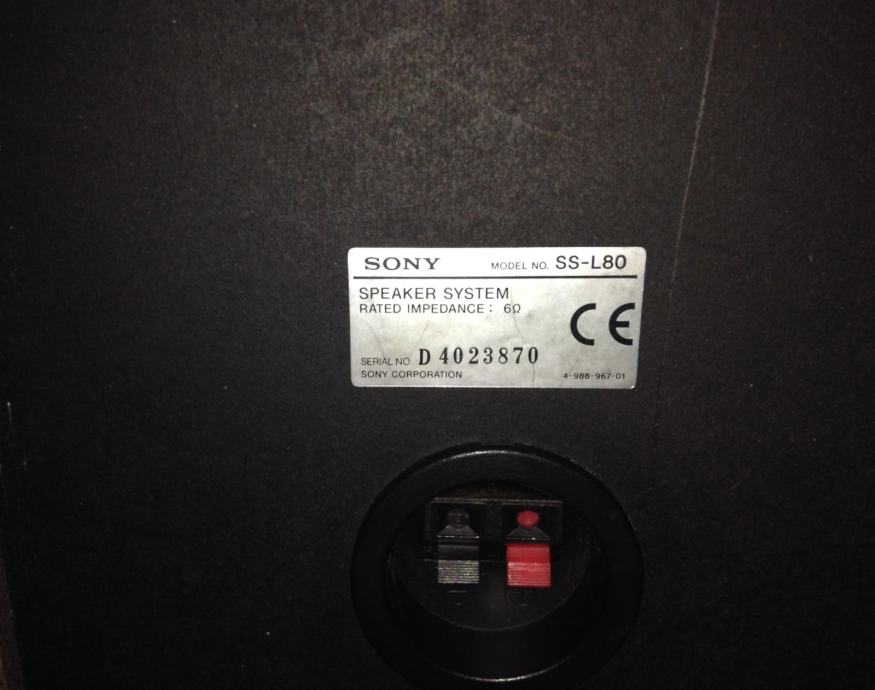 SONY MODEL NO. SS-L80
SPEAKER SYSTEM
RATED IMPEDANCE: 6Ω
CE
SERIAL NO D 4023870
SONY CORPORATION 4-988-967-01